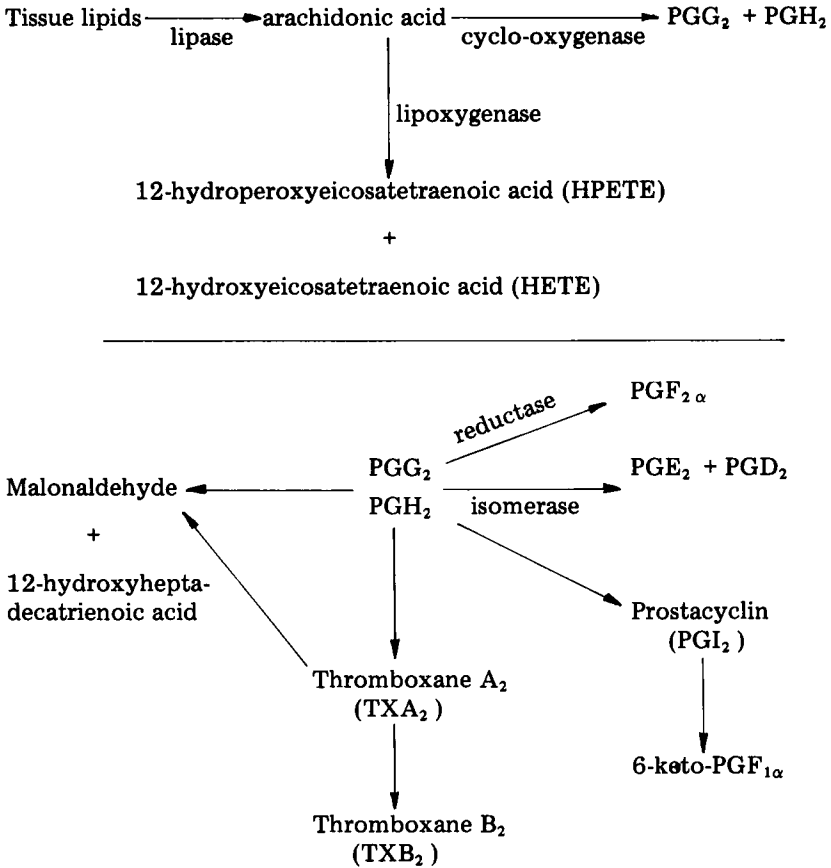 Tissue lipids lipase arachidonic acid cyclo-oxygenase PGG₂ + PGH₂
lipoxygenase
12-hydroperoxyeicosatetraenoic acid (HPETE)
+
12-hydroxyeicosatetraenoic acid (HETE)
PGF₂ α
reductase
PGG₂
PGE₂ + PGD₂
Malonaldehyde
PGH₂
isomerase
+
12-hydroxyhepta-
decatrienoic acid
Prostacyclin
(PGI₂ )
Thromboxane A₂
(TXA₂ )
6-keto-PGF₁α
Thromboxane B₂
(TXB₂ )